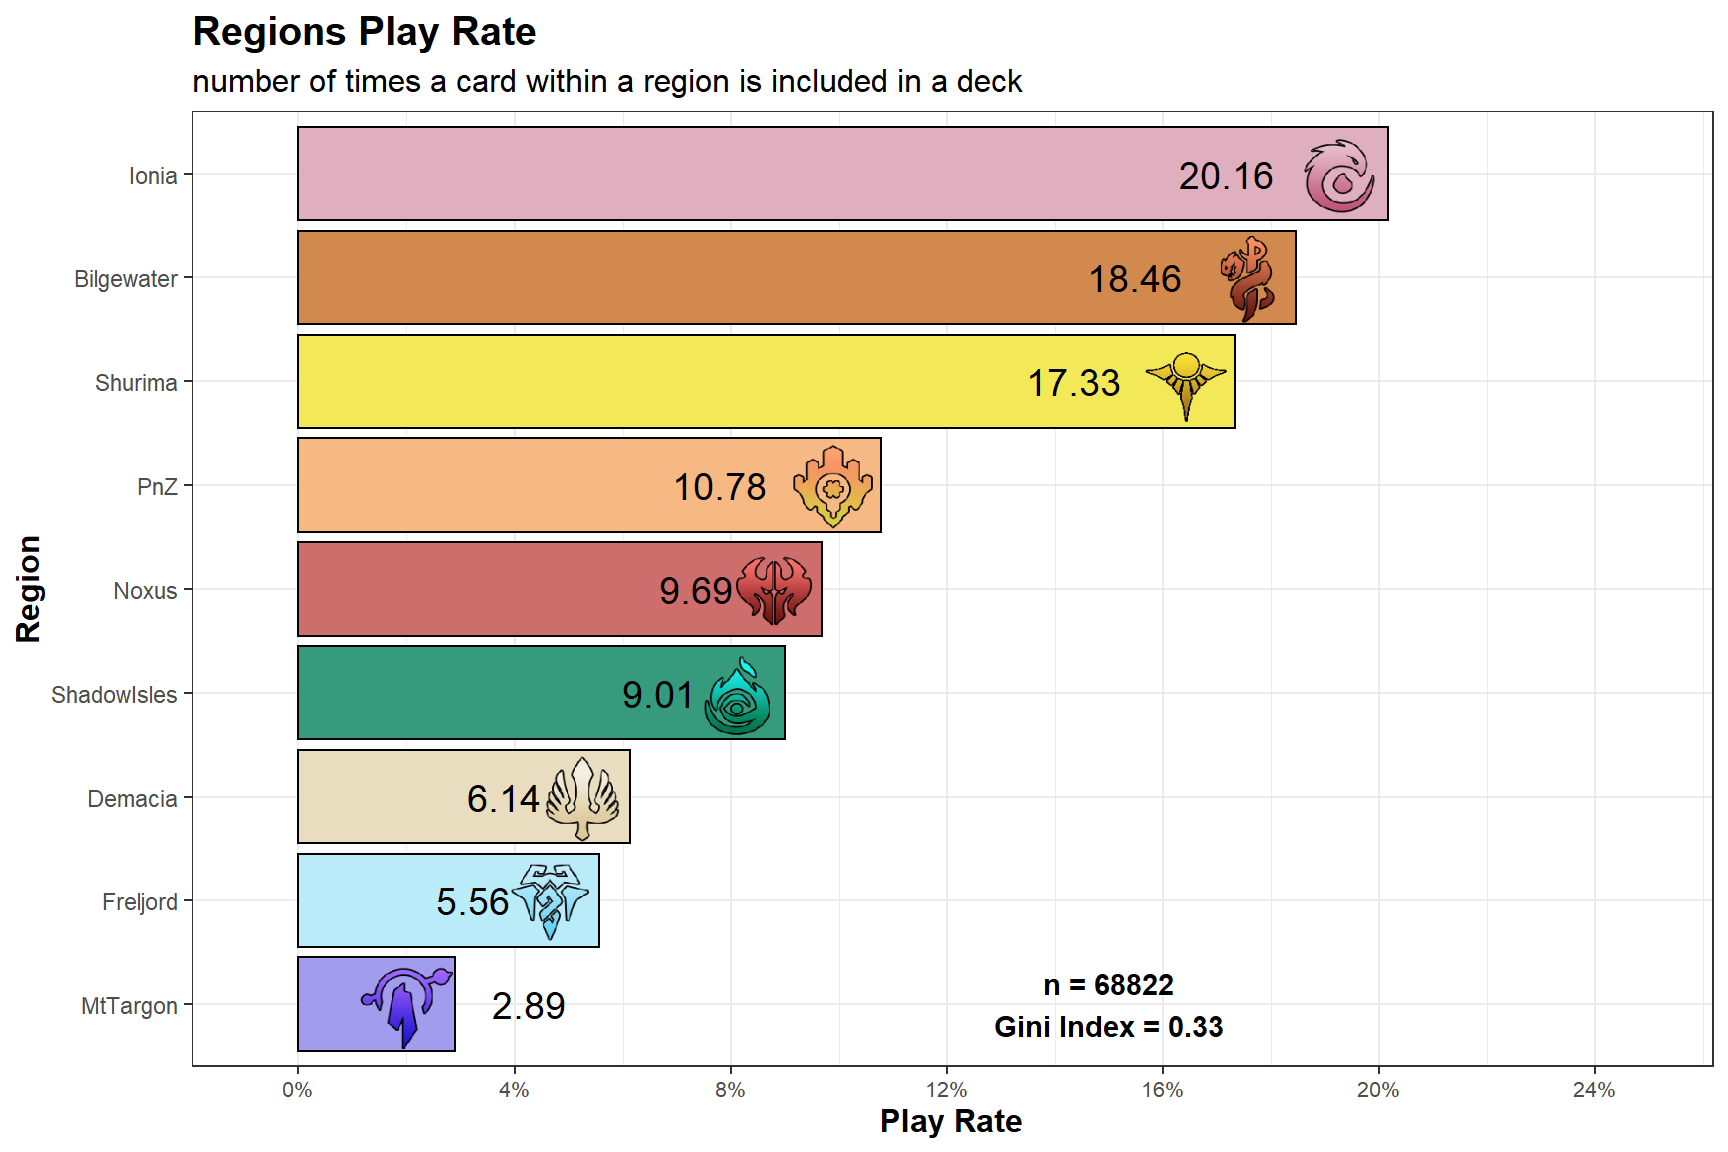 Regions Play Rate
number of times a card within a region is included in a deck
Region
Ionia
20.16
Bilgewater
18.46
Shurima
17.33
PnZ
10.78
Noxus
9.69
ShadowIsles
9.01
Demacia
6.14
Freljord
5.56
MtTargon
2.89
n = 68822
Gini Index = 0.33
0% 4% 8% 12% 16% 20% 24%
Play Rate